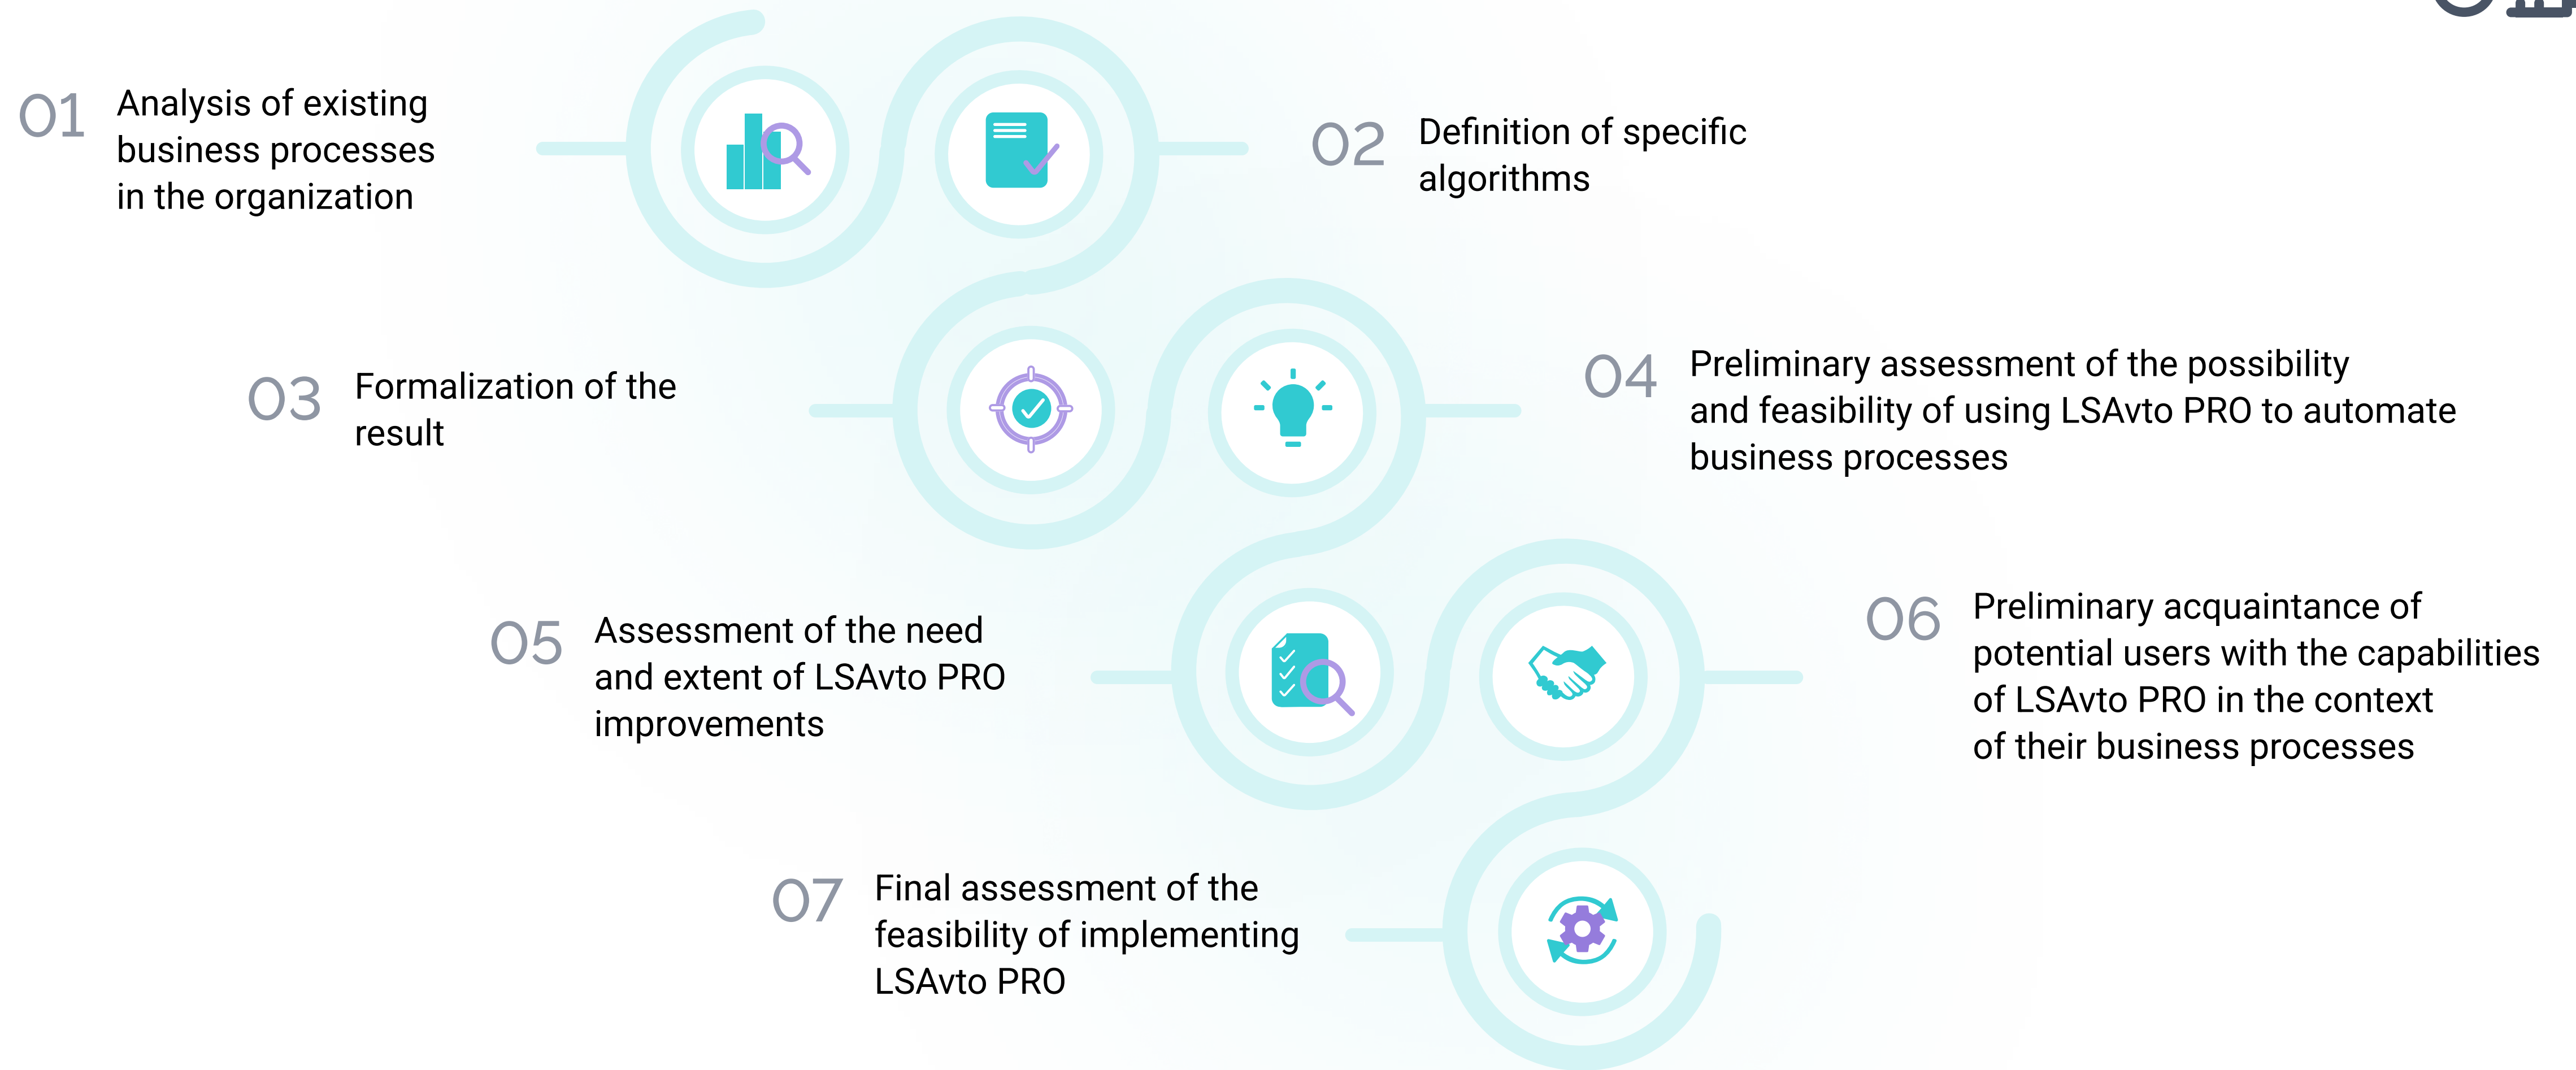 01
Analysis of existing
business processes
in the organization
02
Definition of specific
algorithms
03
Formalization of the
result
04
Preliminary assessment of the possibility
and feasibility of using LSAvto PRO to automate
business processes
05
Assessment of the need
and extent of LSAvto PRO
improvements
06
Preliminary acquaintance of
potential users with the capabilities
of LSAvto PRO in the context
of their business processes
07
Final assessment of the
feasibility of implementing
LSAvto PRO